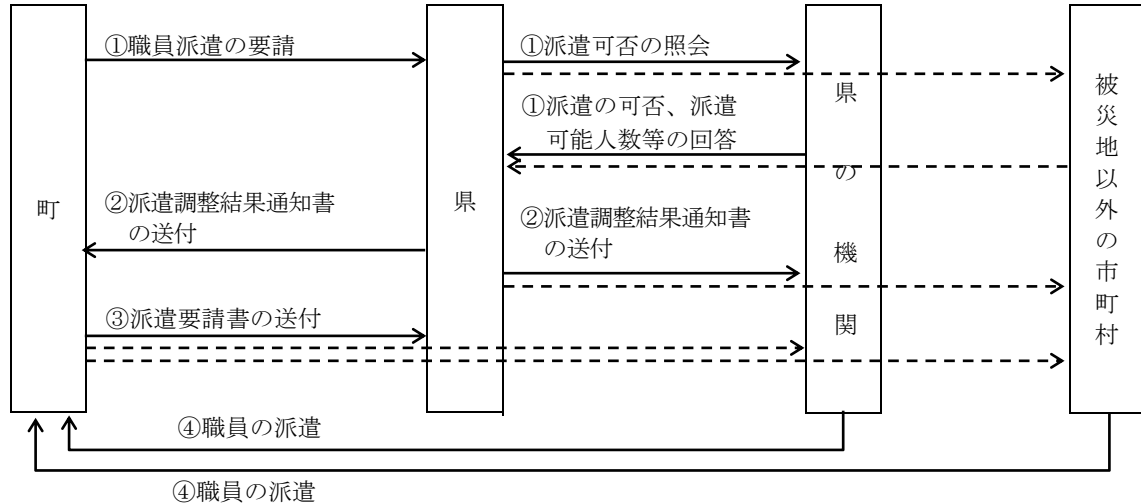 ①職員派遣の要請
①派遣可否の照会
①派遣の可否、派遣
可能人数等の回答
町
県
県の機関
被災地以外の市町村
②派遣調整結果通知書
の送付
②派遣調整結果通知書
の送付
③派遣要請書の送付
④職員の派遣
④職員の派遣